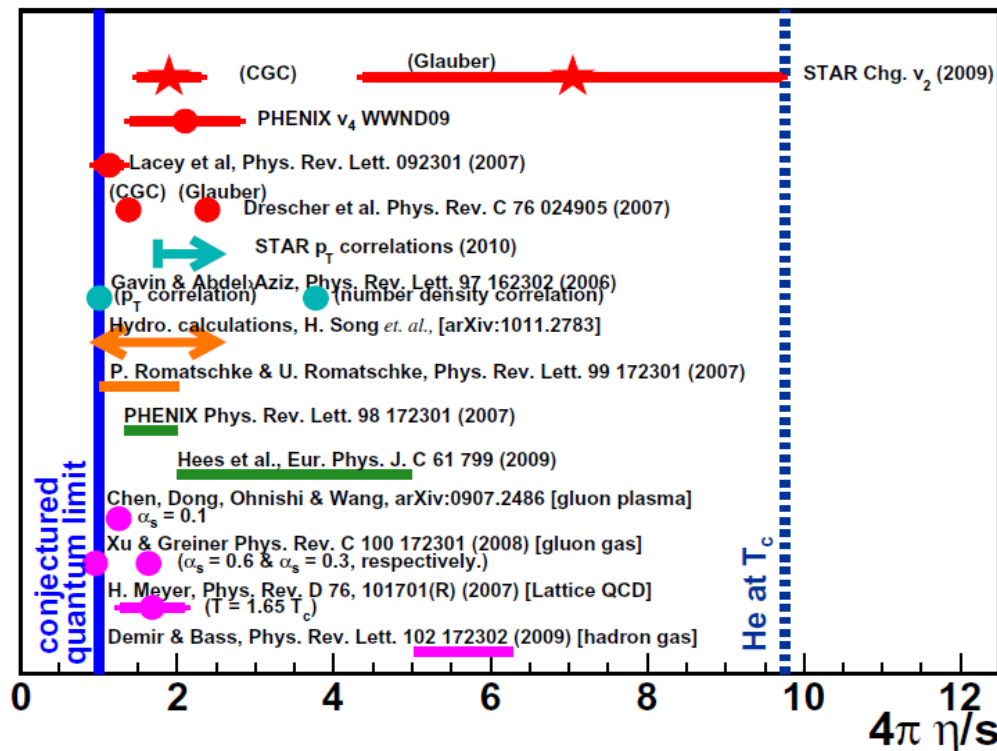 (CGC)
(Glauber)
STAR Chg. v2 (2009)
PHENIX v4 WWND09
Lacey et al, Phys. Rev. Lett. 092301 (2007)
(CGC) (Glauber)
Drescher et al. Phys. Rev. C 76 024905 (2007)
STAR pT correlations (2010)
Gavin & Abdel-Aziz, Phys. Rev. Lett. 97 162302 (2006)
(pT correlation) (number density correlation)
Hydro. calculations, H. Song et. al., [arXiv:1011.2783]
P. Romatschke & U. Romatschke, Phys. Rev. Lett. 99 172301 (2007)
PHENIX Phys. Rev. Lett. 98 172301 (2007)
Hees et al., Eur. Phys. J. C 61 799 (2009)
Chen, Dong, Ohnishi & Wang, arXiv:0907.2486 [gluon plasma]
αs = 0.1
Xu & Greiner Phys. Rev. C 100 172301 (2008) [gluon gas]
(αs = 0.6 & αs = 0.3, respectively.)
H. Meyer, Phys. Rev. D 76, 101701(R) (2007) [Lattice QCD]
(T = 1.65 Tc)
Demir & Bass, Phys. Rev. Lett. 102 172302 (2009) [hadron gas]
conjectured
quantum limit
He at Tc
0 2 4 6 8 10 12
4π η/s